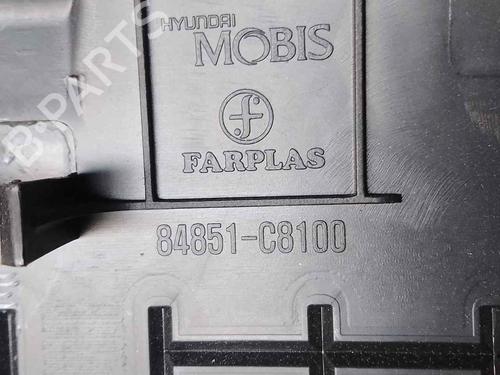 HYUNDAI
MOBIS
FARPLAS
84851-C8100
B-PARTS